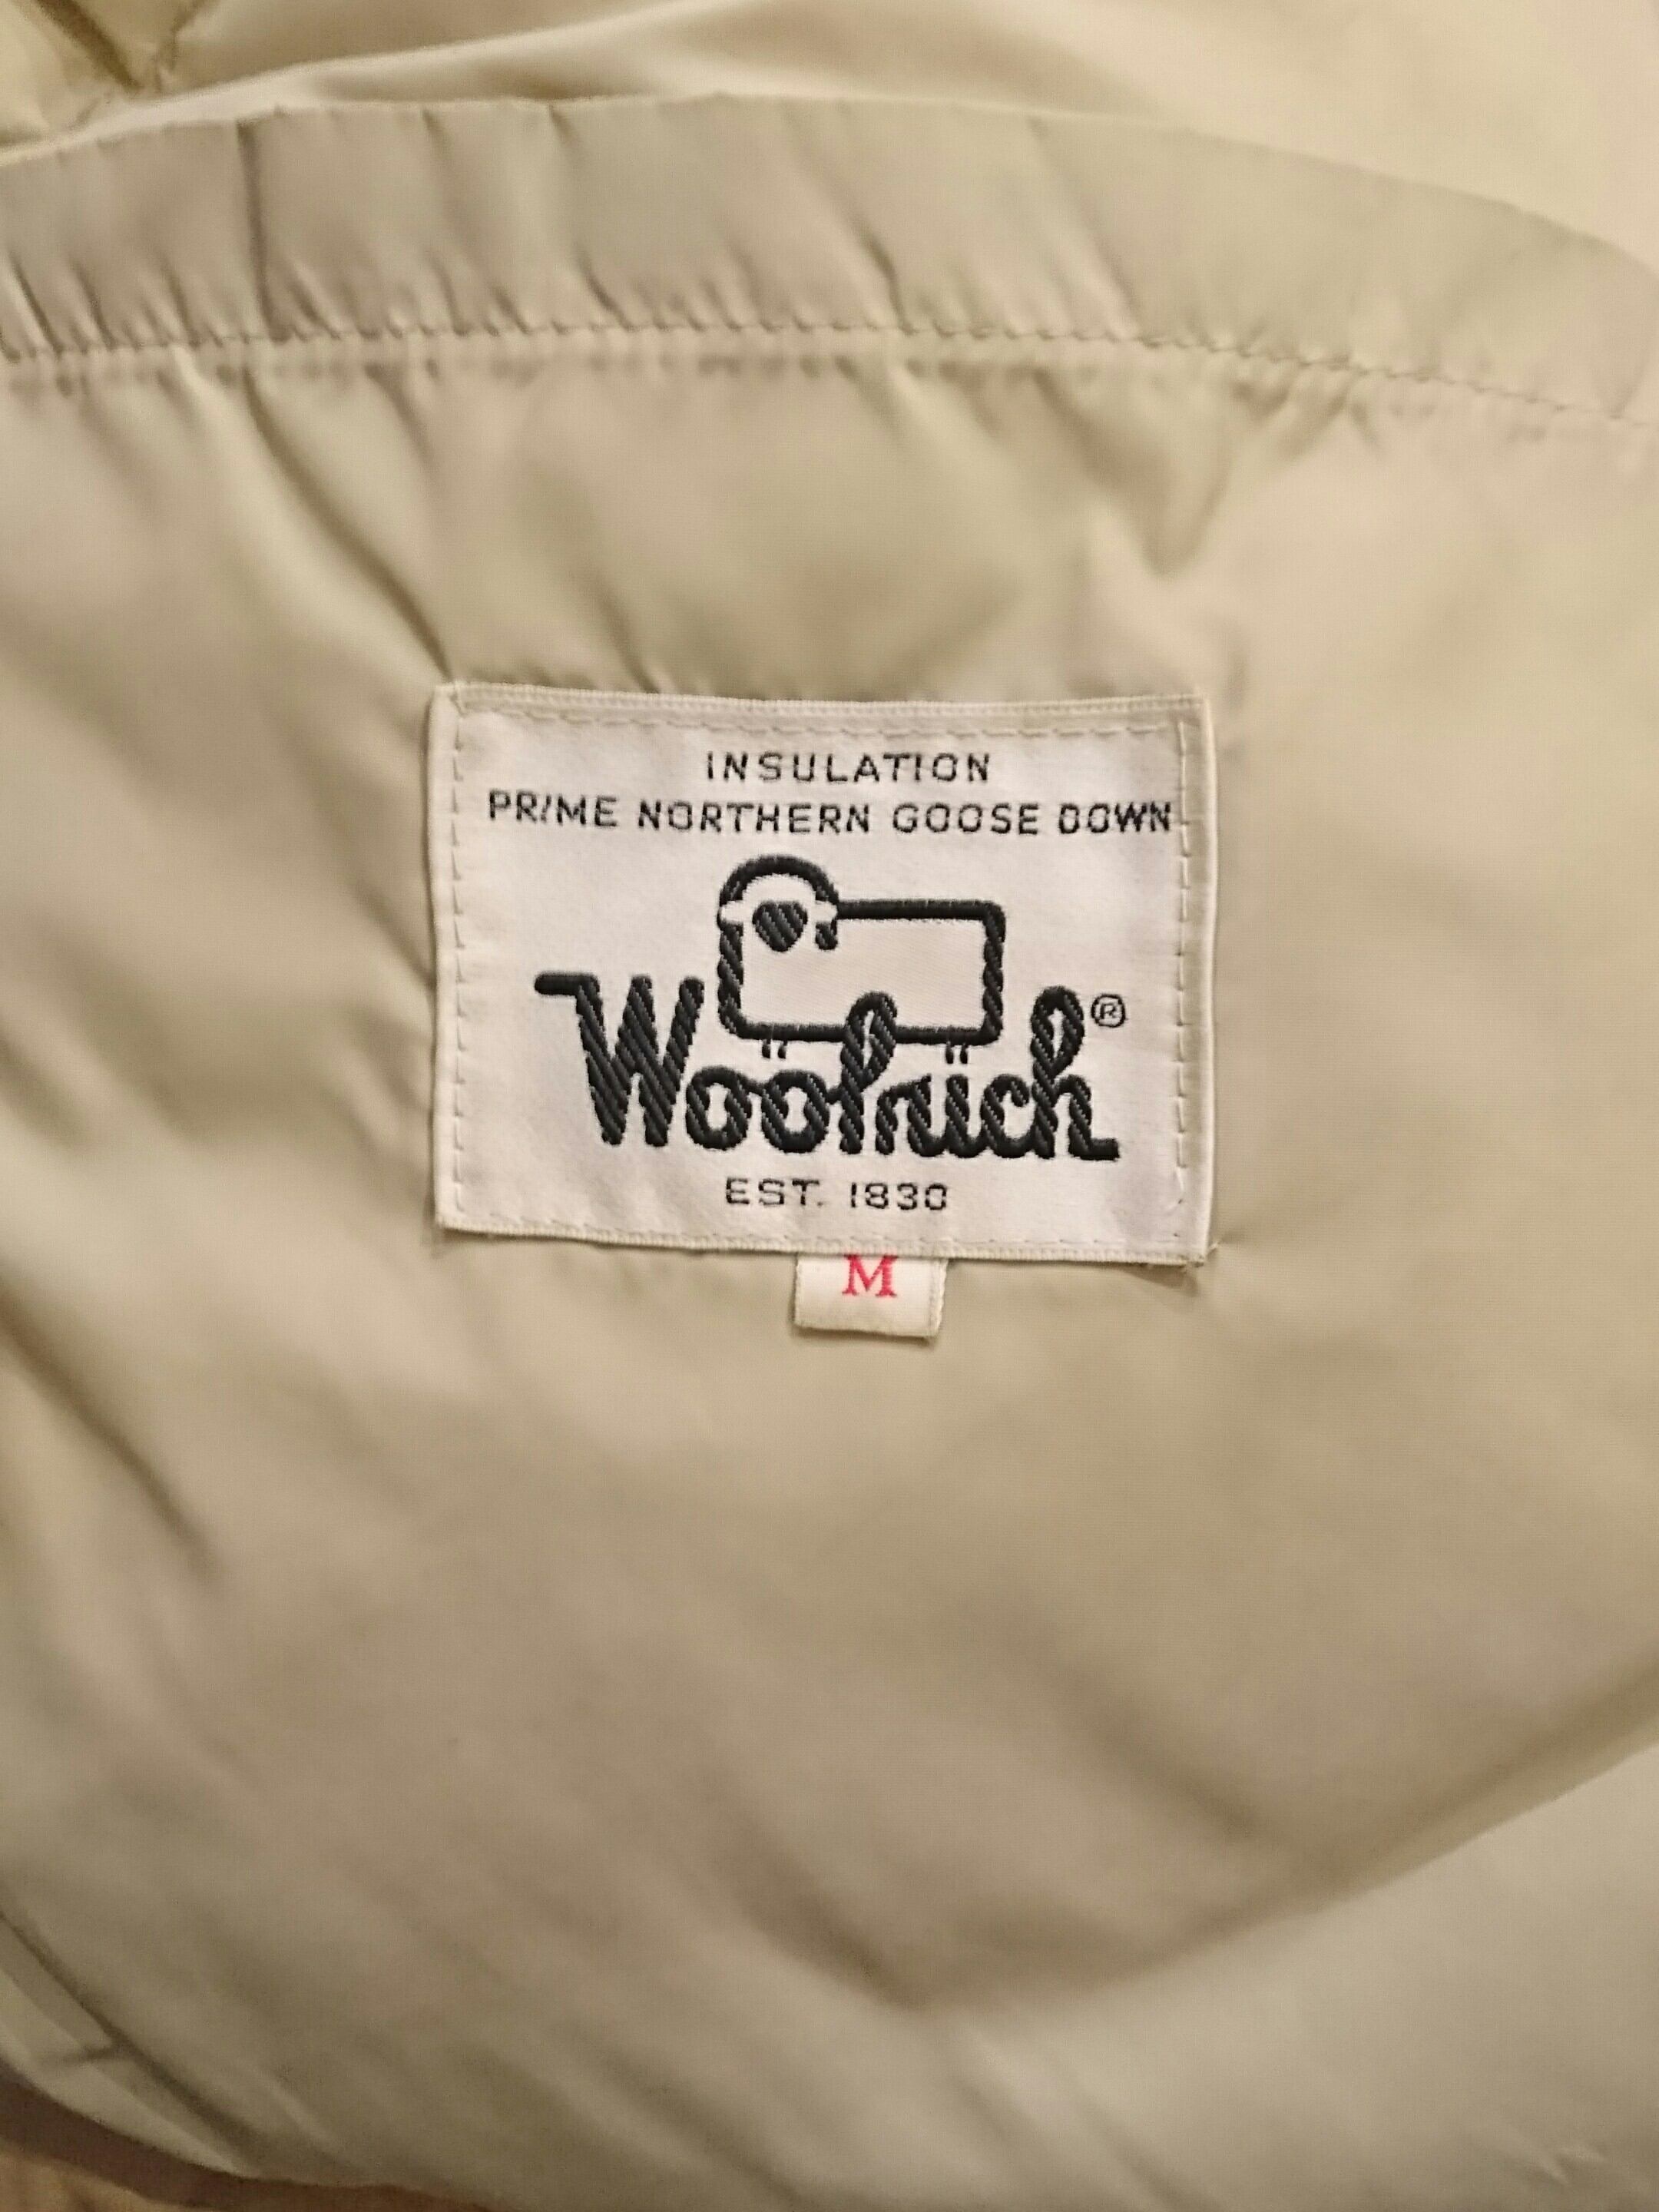 INSULATION
PRIME NORTHERN GOOSE DOWN
Woolrich®
EST. 1830
M